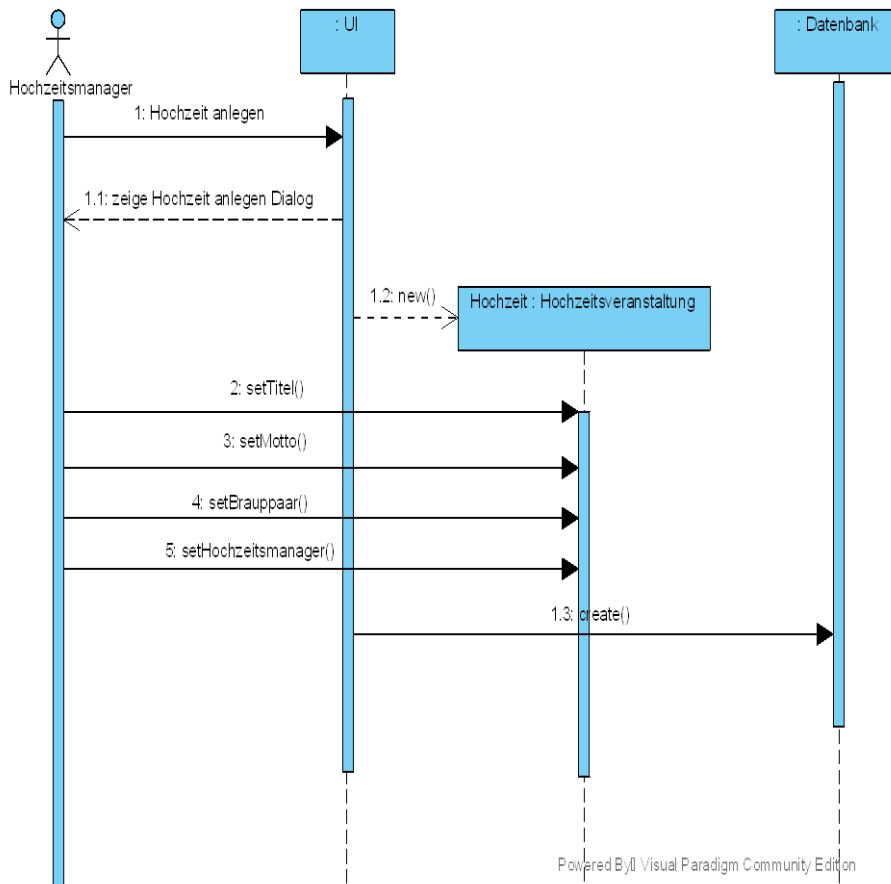 : UI
: Datenbank
Hochzeitsmanager
1: Hochzeit anlegen
1.1: zeige Hochzeit anlegen Dialog
1.2: new()
Hochzeit : Hochzeitsveranstaltung
2: setTitel()
3: setMotto()
4: setBrauppaar()
5: setHochzeitsmanager()
1.3: create()
Powered By▯ Visual Paradigm Community Edition